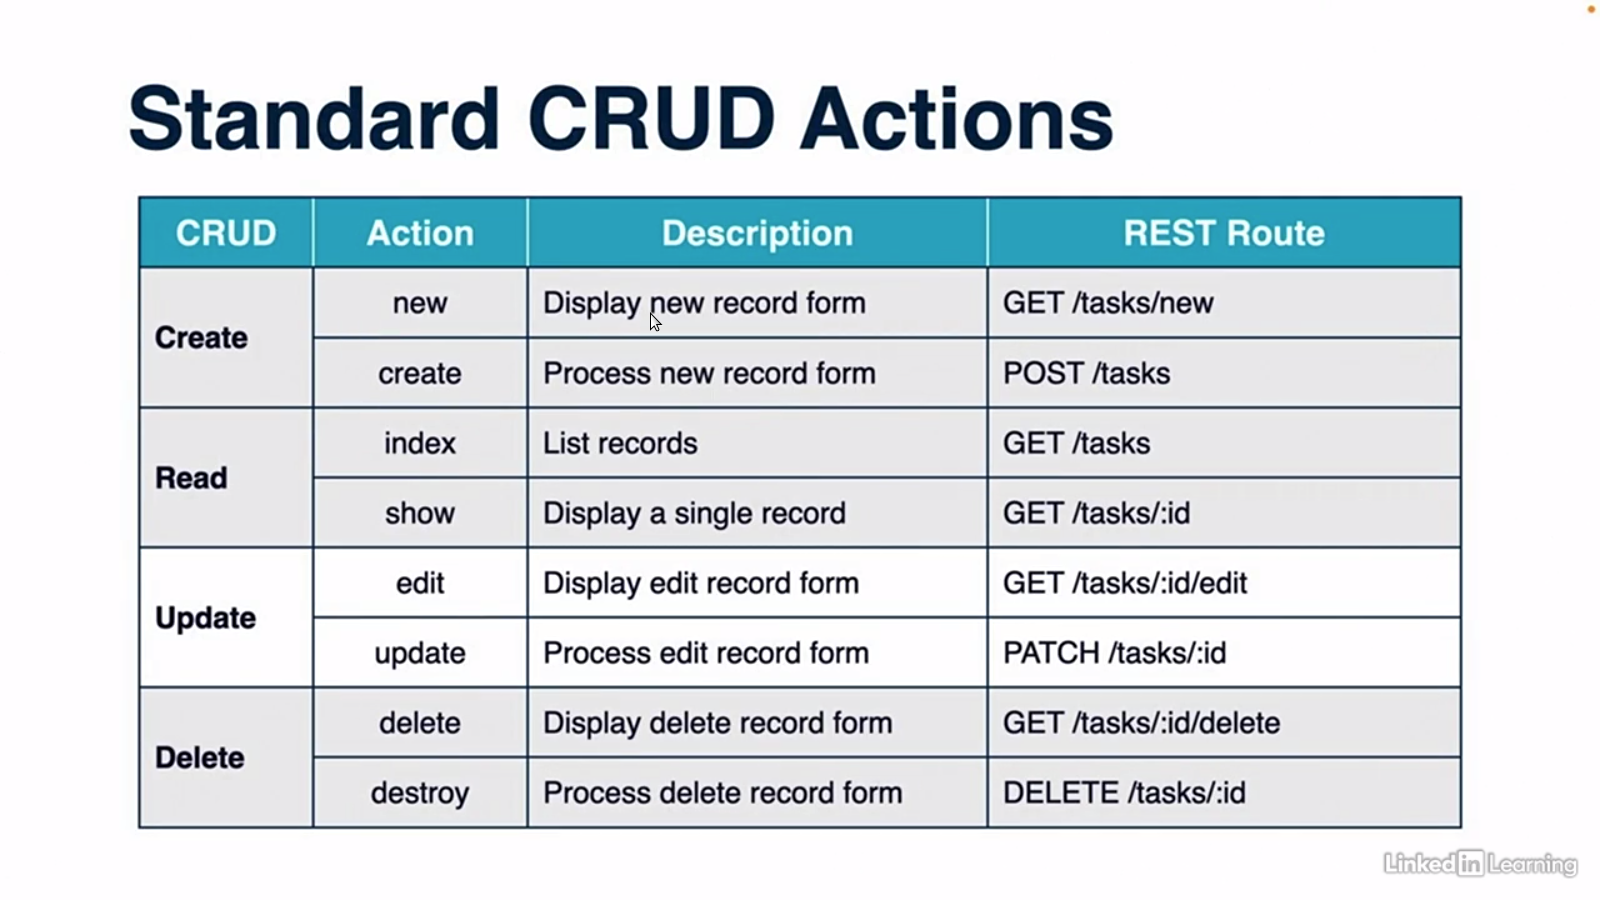 Standard CRUD Actions
CRUD Action Description REST Route
Create
new Display new record form GET /tasks/new
create Process new record form POST /tasks
Read
index List records GET /tasks
show Display a single record GET /tasks/:id
Update
edit Display edit record form GET /tasks/:id/edit
update Process edit record form PATCH /tasks/:id
Delete
delete Display delete record form GET /tasks/:id/delete
destroy Process delete record form DELETE /tasks/:id
Linked in Learning